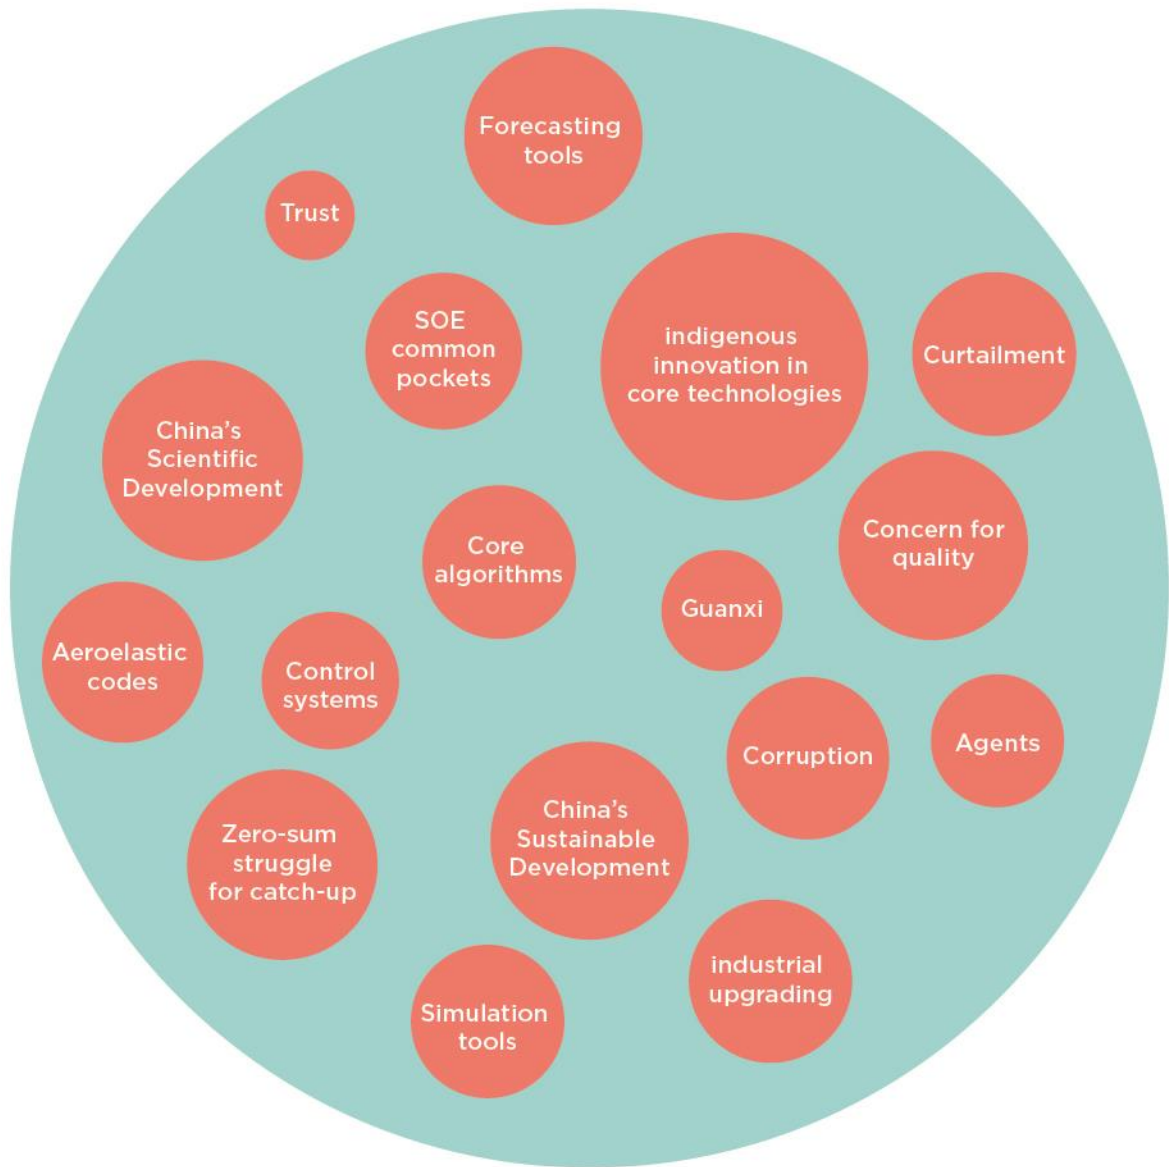 Forecasting
tools
Trust
SOE
common
pockets
indigenous
innovation in
core technologies
Curtailment
China's
Scientific
Development
Core
algorithms
Concern for
quality
Guanxi
Aeroelastic
codes
Control
systems
Corruption
Agents
Zero-sum
struggle
for catch-up
China's
Sustainable
Development
industrial
upgrading
Simulation
tools